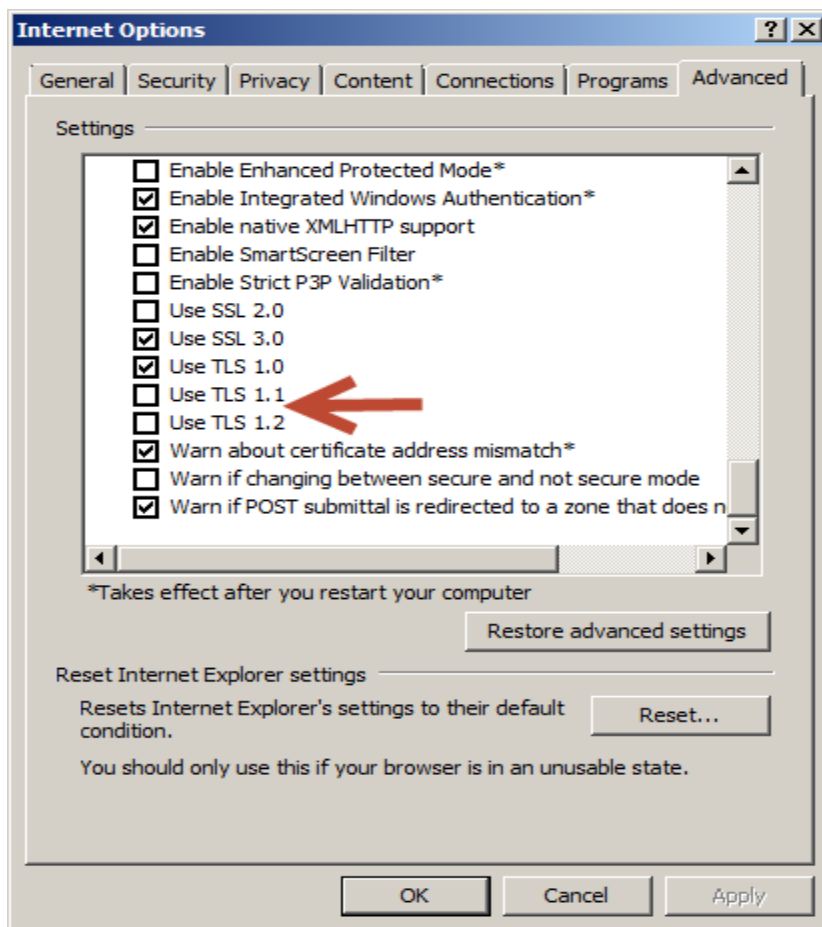 Internet Options
General Security Privacy Content Connections Programs Advanced
Settings
Enable Enhanced Protected Mode*
Enable Integrated Windows Authentication*
Enable native XMLHTTP support
Enable SmartScreen Filter
Enable Strict P3P Validation*
Use SSL 2.0
Use SSL 3.0
Use TLS 1.0
Use TLS 1.1
Use TLS 1.2
Warn about certificate address mismatch*
Warn if changing between secure and not secure mode
Warn if POST submittal is redirected to a zone that does n
*Takes effect after you restart your computer
Restore advanced settings
Reset Internet Explorer settings
Resets Internet Explorer's settings to their default
condition.
Reset...
You should only use this if your browser is in an unusable state.
OK Cancel Apply